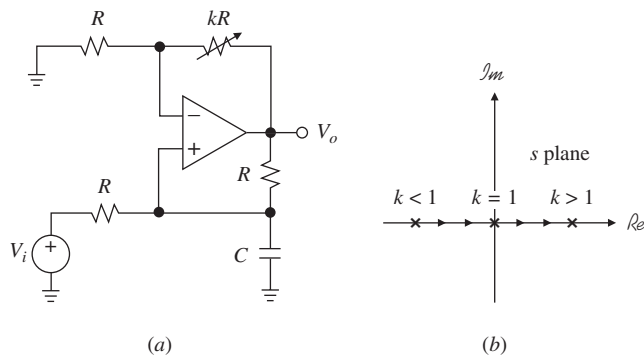 R
kR
−
+
V_o
R
R
V_i
+
C
(a)
Im
s plane
k < 1
k = 1
k > 1
Re
(b)